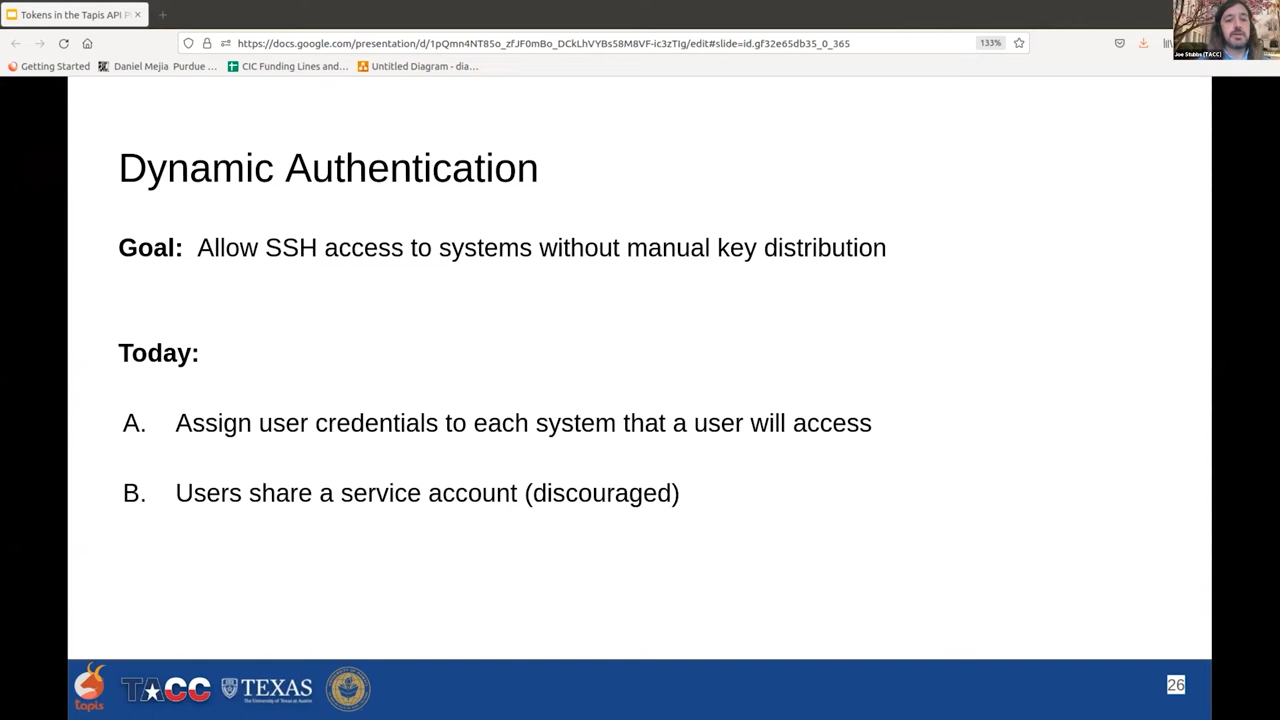 Tokens in the Tapis API P
https://docs.google.com/presentation/d/1pQmn4NT85o_zfJF0mBo_DCkLhVYBs58M8VF-ic3zTIg/edit#slide=id.gf32e65db35_0_365
133%
Getting Started
Daniel Mejia Purdue ...
CIC Funding Lines and...
Untitled Diagram - dia...
Joe Stubbs (TACC)
Dynamic Authentication
Goal: Allow SSH access to systems without manual key distribution
Today:
A. Assign user credentials to each system that a user will access
B. Users share a service account (discouraged)
tapis
TACC
TEXAS
The University of Texas at Austin
26